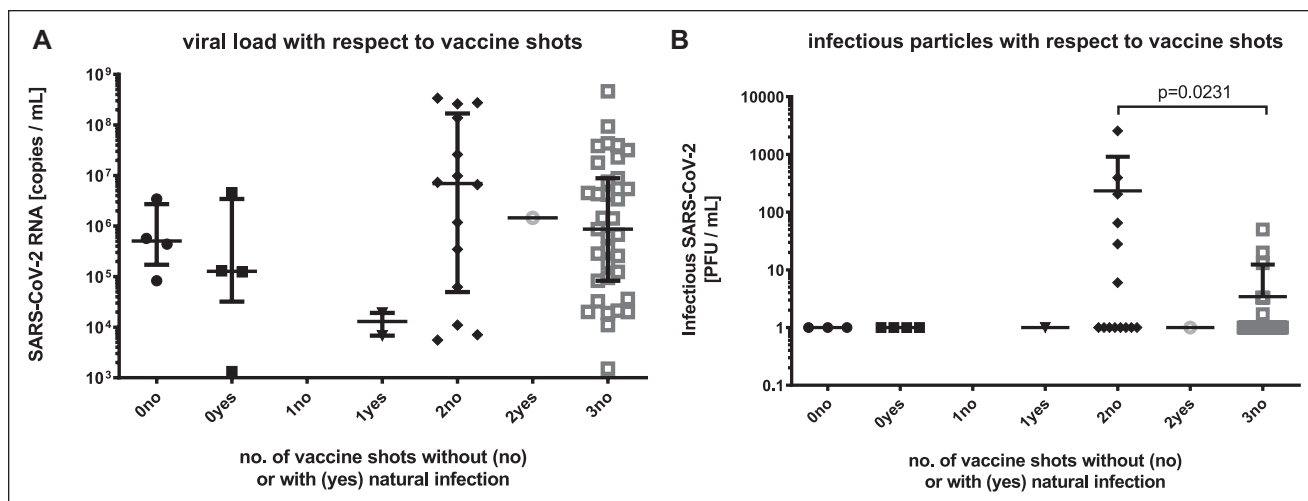 A
viral load with respect to vaccine shots
SARS-CoV-2 RNA [copies / mL]
10⁹
10⁸
10⁷
10⁶
10⁵
10⁴
10³
0no
0yes
1no
1yes
2no
2yes
3no
no. of vaccine shots without (no)
or with (yes) natural infection
B
infectious particles with respect to vaccine shots
Infectious SARS-CoV-2
[PFU / mL]
10000
1000
100
10
1
0.1
p=0.0231
0no
0yes
1no
1yes
2no
2yes
3no
no. of vaccine shots without (no)
or with (yes) natural infection